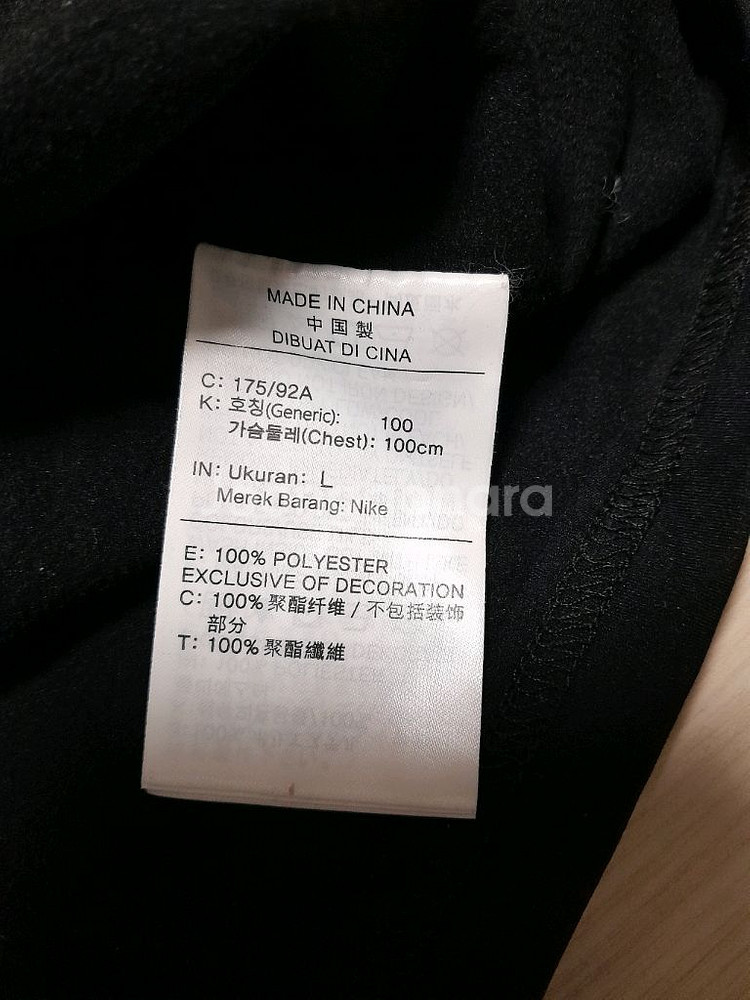 MADE IN CHINA
中国製
DIBUAT DI CINA
C: 175/92A
K: 호칭(Generic): 100
가슴둘레(Chest): 100cm
IN: Ukuran: L
Merek Barang: Nike
E: 100% POLYESTER
EXCLUSIVE OF DECORATION
C: 100% 聚酯纤维 / 不包括装饰
部分
T: 100% 聚酯纖維